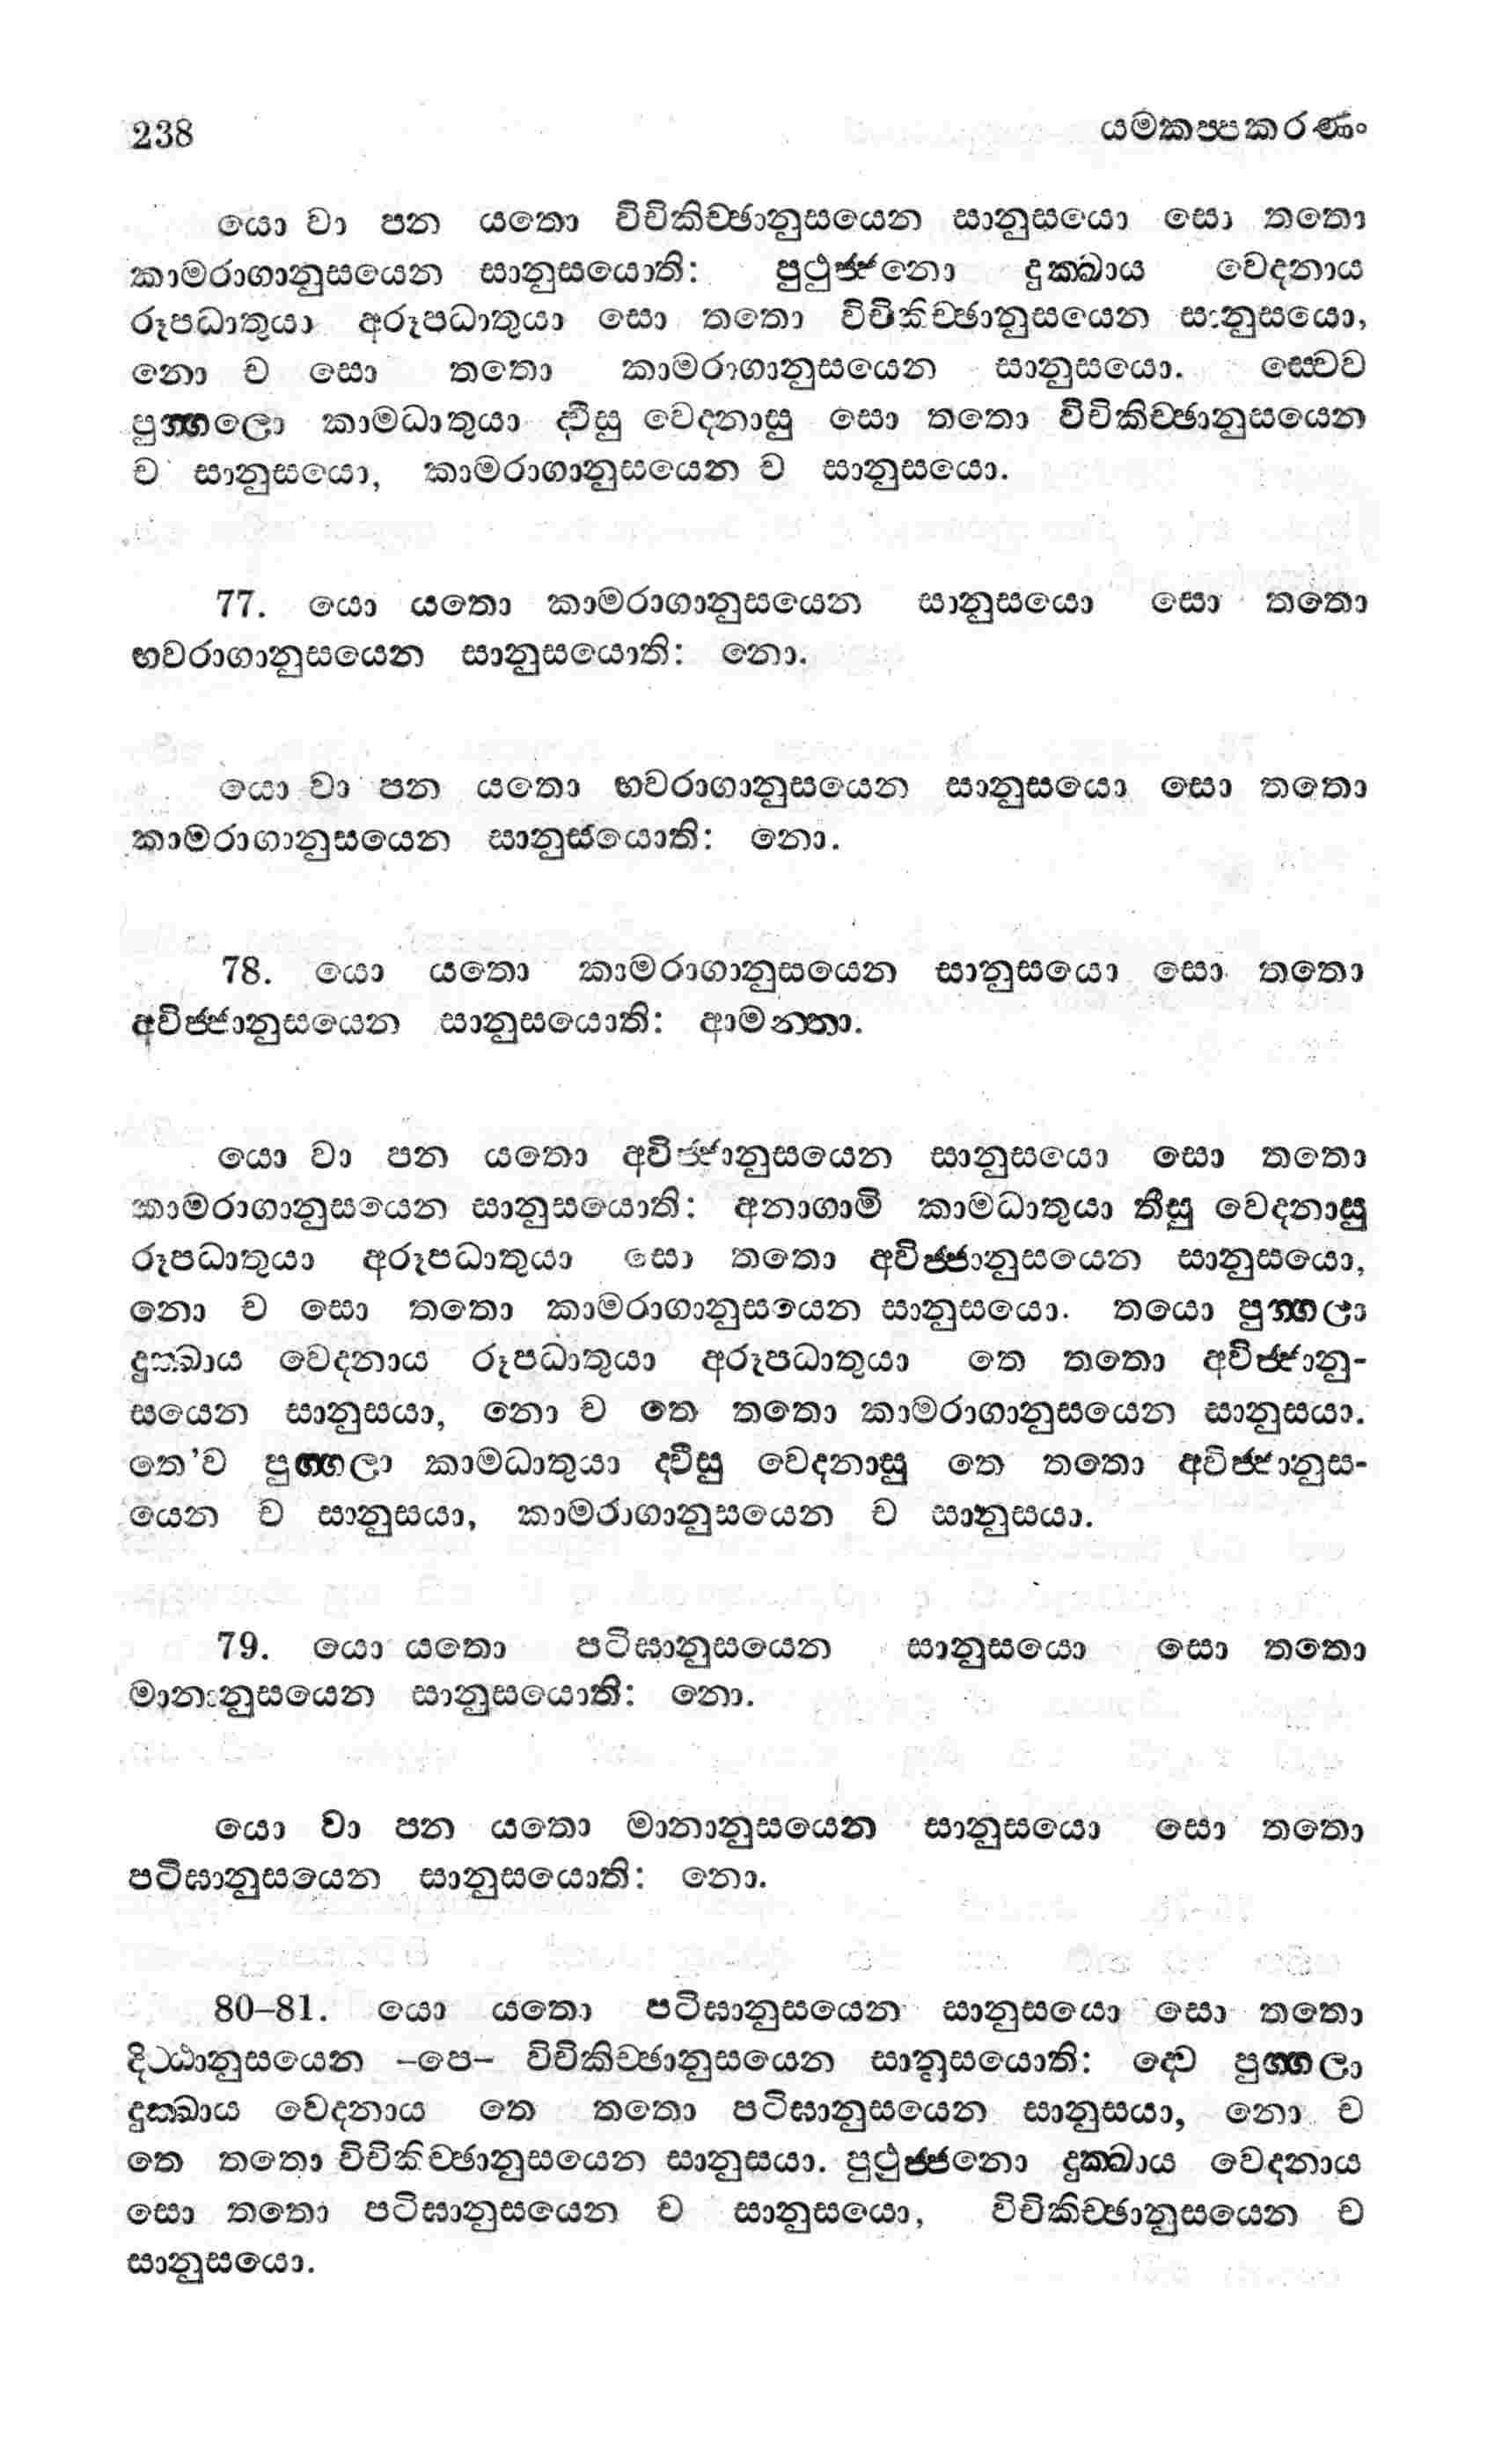 238 යමකප්පකරණං
යො වා පන යතො විචිකිච්ඡානුසයෙන සානුසයො සො තතො
කාමරාගානුසයෙන සානුසයොති: පුථුජ්ජනො දුක්ඛාය වෙදනාය
රූපධාතුයා අරූපධාතුයා සො තතො විචිකිච්ඡානුසයෙන සානුසයො,
නො ච සො තතො කාමරාගානුසයෙන සානුසයො. ස්වෙව
පුග්ගලො කාමධාතුයා ද්වීසු වෙදනාසු සො තතො විචිකිච්ඡානුසයෙන
ච සානුසයො, කාමරාගානුසයෙන ච සානුසයො.
77. යො යතො කාමරාගානුසයෙන සානුසයො සො තතො
භවරාගානුසයෙන සානුසයොති: නො.
යො වා පන යතො භවරාගානුසයෙන සානුසයො සො තතො
කාමරාගානුසයෙන සානුසයොති: නො.
78. යො යතො කාමරාගානුසයෙන සානුසයො සො තතො
අවිජ්ජානුසයෙන සානුසයොති: ආමන්තා.
යො වා පන යතො අවිජ්ජානුසයෙන සානුසයො සො තතො
කාමරාගානුසයෙන සානුසයොති: අනාගාමි කාමධාතුයා තීසු වෙදනාසු
රූපධාතුයා අරූපධාතුයා සො තතො අවිජ්ජානුසයෙන සානුසයො,
නො ච සො තතො කාමරාගානුසයෙන සානුසයො. තයො පුග්ගලා
දුක්ඛාය වෙදනාය රූපධාතුයා අරූපධාතුයා තෙ තතො අවිජ්ජානු-
සයෙන සානුසයා, නො ච තෙ තතො කාමරාගානුසයෙන සානුසයා.
තෙ'ව පුග්ගලා කාමධාතුයා ද්වීසු වෙදනාසු තෙ තතො අවිජ්ජානුස-
යෙන ච සානුසයා, කාමරාගානුසයෙන ච සානුසයා.
79. යො යතො පටිඝානුසයෙන සානුසයො සො තතො
මානානුසයෙන සානුසයොති: නො.
යො වා පන යතො මානානුසයෙන සානුසයො සො තතො
පටිඝානුසයෙන සානුසයොති: නො.
80–81. යො යතො පටිඝානුසයෙන සානුසයො සො තතො
දිට්ඨානුසයෙන –පෙ– විචිකිච්ඡානුසයෙන සානුසයොති: ද්වෙ පුග්ගලා
දුක්ඛාය වෙදනාය තෙ තතො පටිඝානුසයෙන සානුසයා, නො ච
තෙ තතො විචිකිච්ඡානුසයෙන සානුසයා. පුථුජ්ජනො දුක්ඛාය වෙදනාය
සො තතො පටිඝානුසයෙන ච සානුසයො, විචිකිච්ඡානුසයෙන ච
සානුසයො.